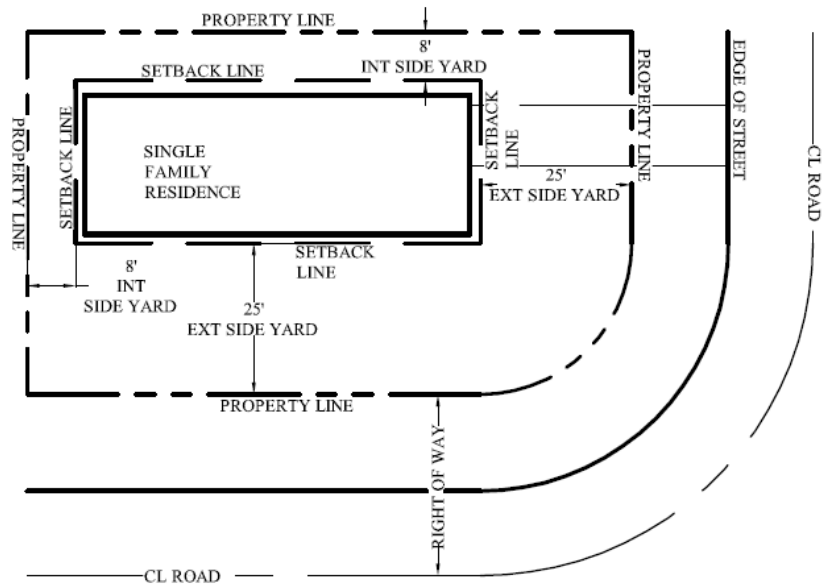 PROPERTY LINE
8'
INT SIDE YARD
SETBACK LINE
PROPERTY LINE
EDGE OF STREET
CL ROAD
PROPERTY LINE
SETBACK LINE
SINGLE
FAMILY
RESIDENCE
SETBACK
LINE
25'
EXT SIDE YARD
SETBACK
LINE
8'
INT
SIDE YARD
25'
EXT SIDE YARD
PROPERTY LINE
RIGHT OF WAY
CL ROAD